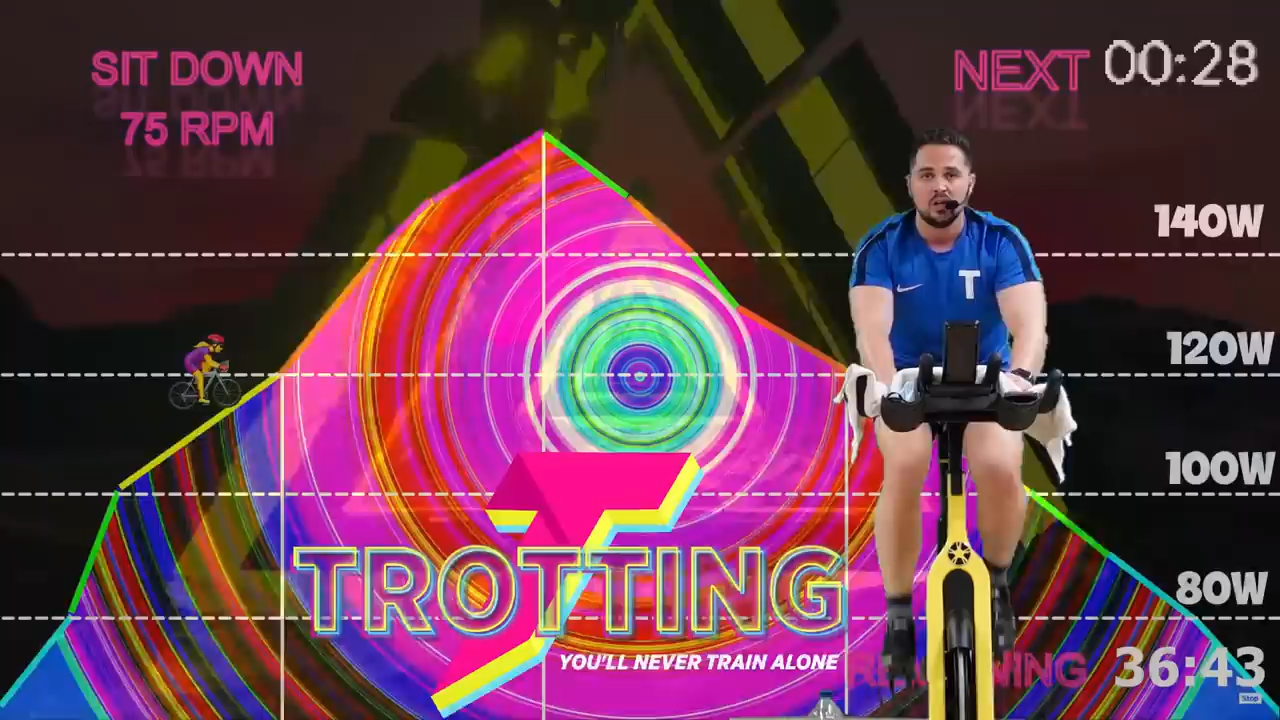 SIT DOWN
75 RPM
NEXT 00:28
140W
120W
100W
80W
T
TROTTING
YOU'LL NEVER TRAIN ALONE
36:43
Stop